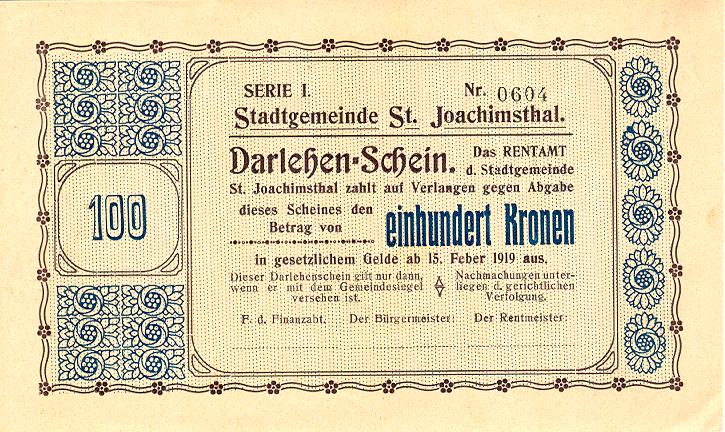 SERIE I. Nr. 0604
Stadtgemeinde St. Joachimsthal.
Darlehen-Schein. Das RENTAMT
d. Stadtgemeinde
St. Joachimsthal zahlt auf Verlangen gegen Abgabe
dieses Scheines den
Betrag von einhundert Kronen
in gesetzlichem Gelde ab 15. Feber 1919 aus.
Dieser Darlehenschein gilt nur dann,
wenn er mit dem Gemeindesiegel
versehen ist.
Nachmachungen unter-
liegen d. gerichtlichen
Verfolgung.
F. d. Finanzabt. Der Bürgermeister: Der Rentmeister:
100